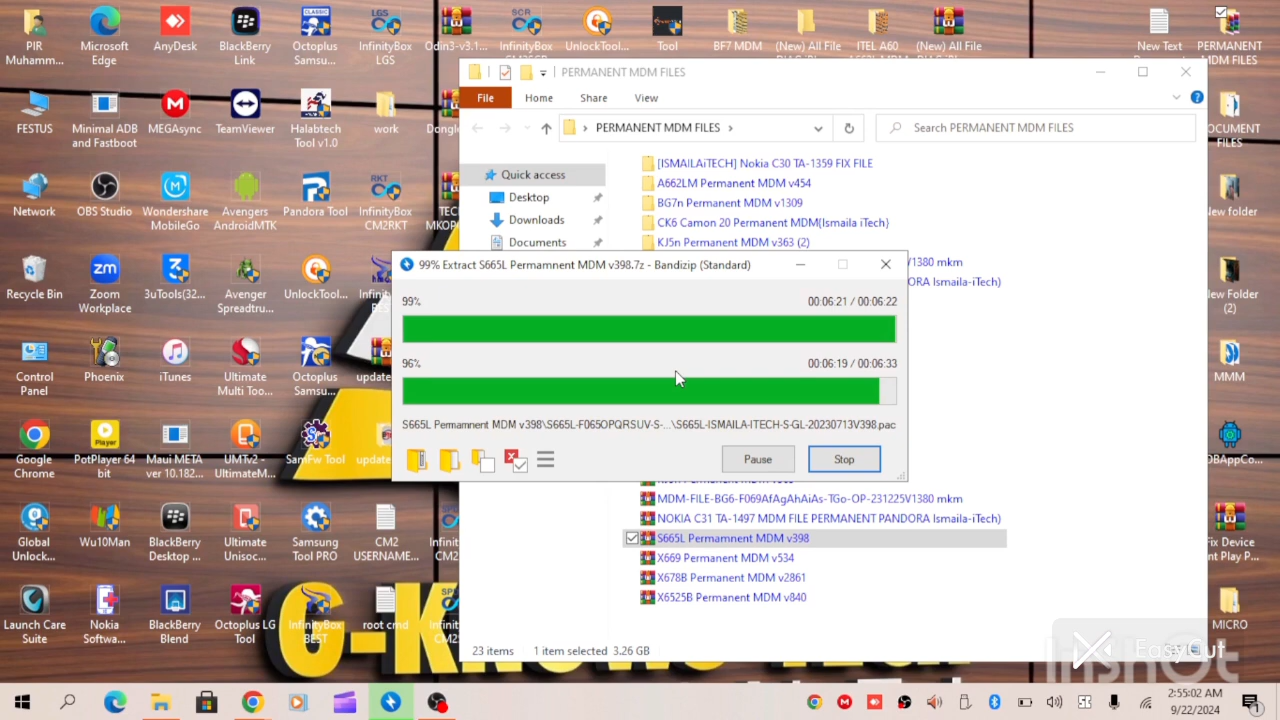 PIR Muhamm...
Microsoft Edge
AnyDesk
BlackBerry Link
Octoplus Samsu...
InfinityBox LGS
Odin3-v3.1...
InfinityBox CM2SCR
UnlockTool...
Tool
BF7 MDM
(New) All File
ITEL A60
(New) All File
New Text
PERMANENT MDM FILES
PERMANENT MDM FILES
File
Home
Share
View
PERMANENT MDM FILES
Search PERMANENT MDM FILES
FESTUS
Minimal ADB and Fastboot
MEGAsync
TeamViewer
Halabtech Tool v1.0
work
OCUMENT FILES
Quick access
Desktop
Downloads
Documents
[ISMAILAiTECH] Nokia C30 TA-1359 FIX FILE
A662LM Permanent MDM v454
BG7n Permanent MDM v1309
CK6 Camon 20 Permanent MDM{Ismaila iTech}
KJ5n Permanent MDM v363 (2)
V1380 mkm
ORA Ismaila-iTech)
Network
OBS Studio
Wondershare MobileGo
Avengers AndroidMTK
Pandora Tool
InfinityBox CM2RKT
New folder
99% Extract S665L Permamnent MDM v398.7z - Bandizip (Standard)
99%
00:06:21 / 00:06:22
96%
00:06:19 / 00:06:33
S665L Permamnent MDM v398\S665L-F065OPQRSUV-S-...\S665L-ISMAILA-ITECH-S-GL-20230713V398.pac
Pause
Stop
Recycle Bin
Zoom Workplace
3uTools(32...
Avenger Spreadtru...
UnlockTool...
New Folder (2)
Control Panel
Phoenix
iTunes
Ultimate Multi Too...
Octoplus Samsu...
MMM
Google Chrome
PotPlayer 64 bit
Maui META ver 10.182...
UMTv2 - UltimateM...
SamFw Tool
MDM-FILE-BG6-F069AfAgAhAiAs-TGo-OP-231225V1380 mkm
NOKIA C31 TA-1497 MDM FILE PERMANENT PANDORA Ismaila-iTech)
S665L Permamnent MDM v398
X669 Permamnent MDM v534
X678B Permanent MDM v2861
X6525B Permanent MDM v840
Global Unlock...
Wu10Man
BlackBerry Desktop ...
Ultimate Unisoc...
Samsung Tool PRO
CM2 USERNAME...
Launch Care Suite
Nokia Softwa...
BlackBerry Blend
Octoplus LG Tool
InfinityBox BEST
root cmd
MICRO
23 items
1 item selected 3.26 GB
InShOt
EasyCut
2:55:02 AM
9/22/2024